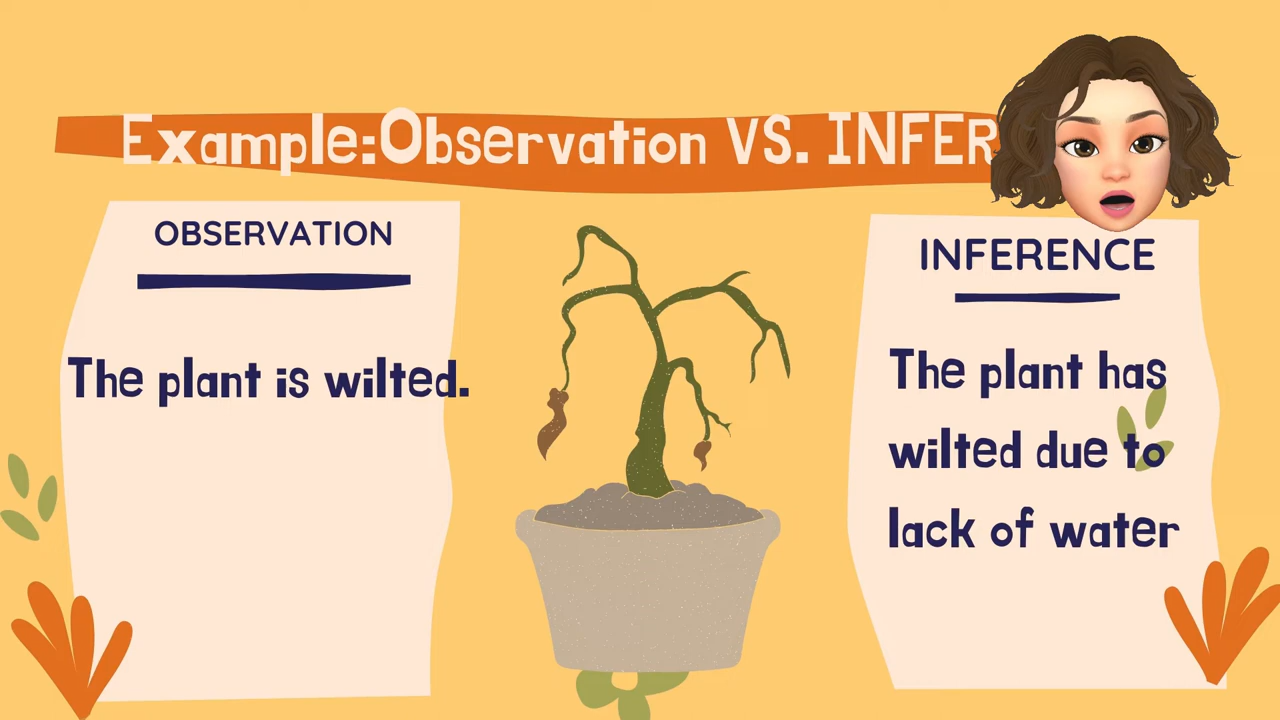 Example:Observation VS. INFER
OBSERVATION
The plant is wilted.
INFERENCE
The plant has
wilted due to
lack of water